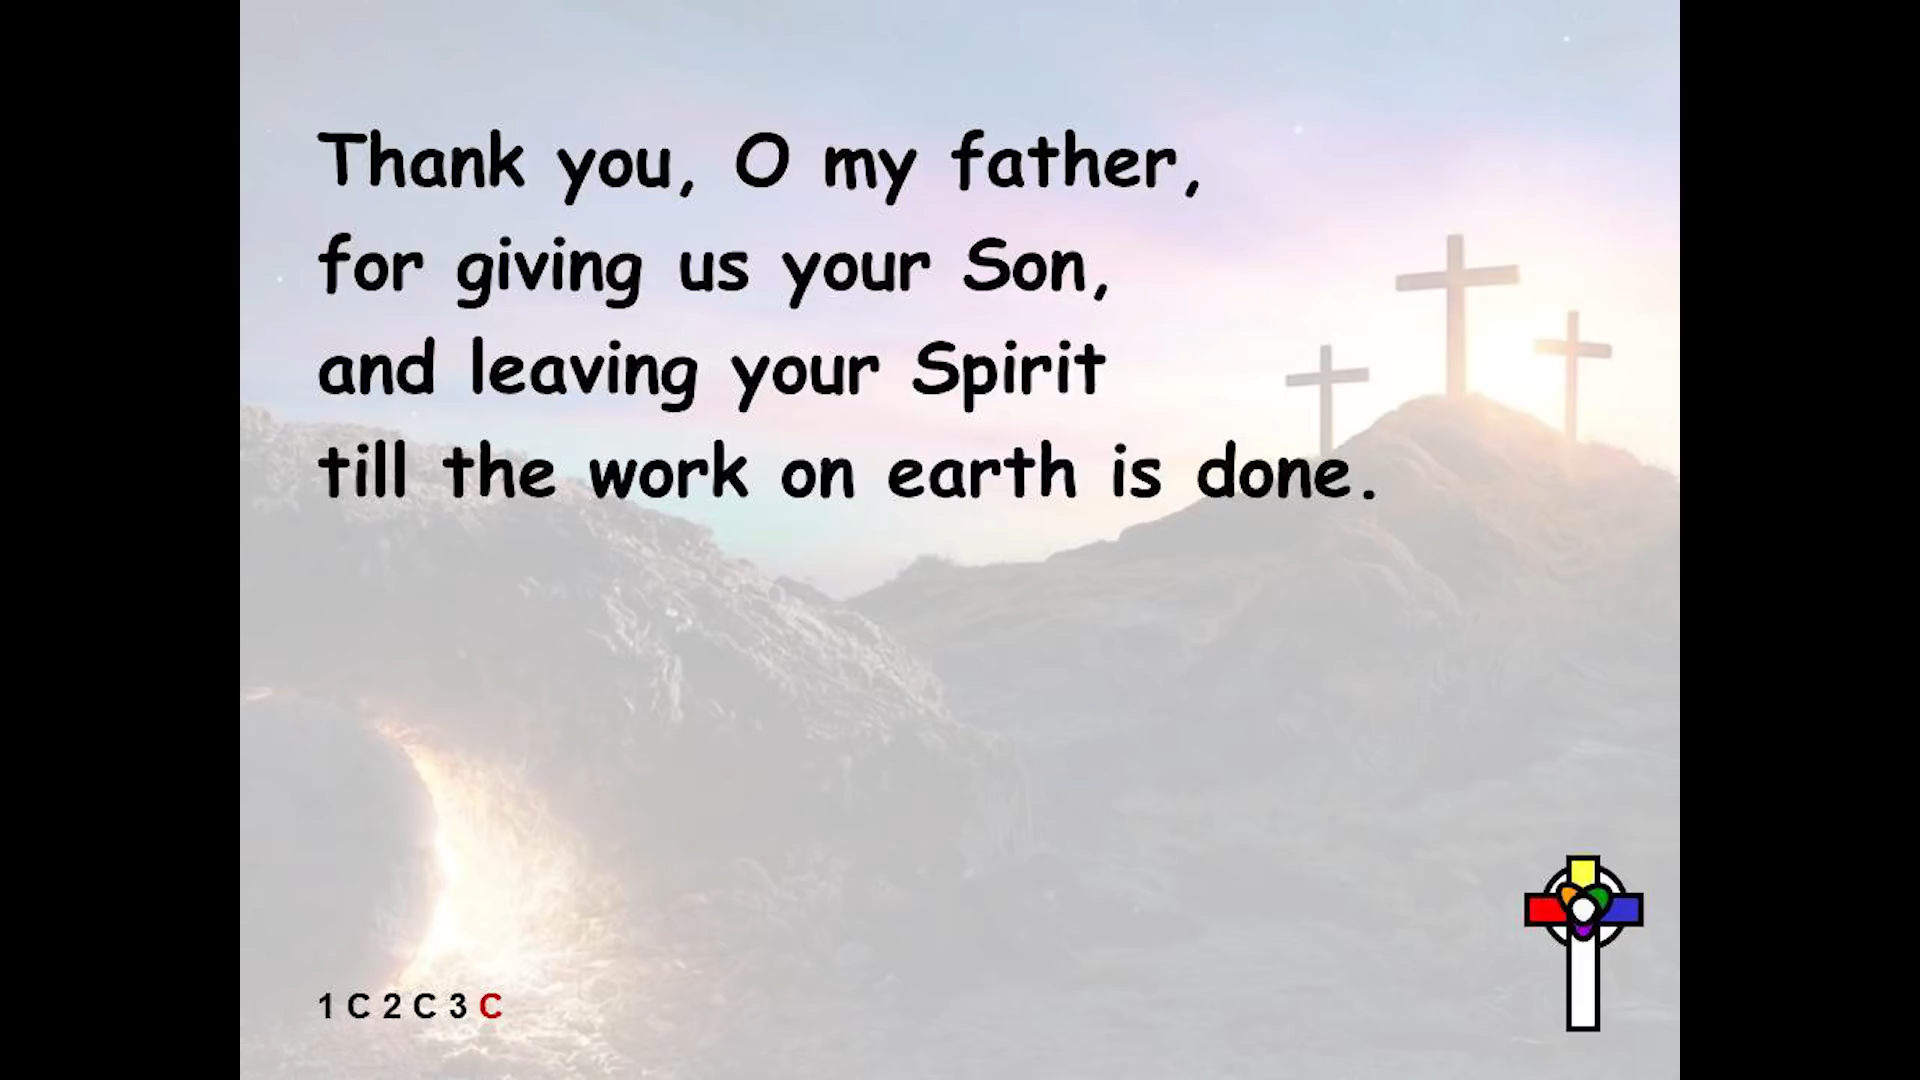 Thank you, O my father,
for giving us your Son,
and leaving your Spirit
till the work on earth is done.
1 C 2 C 3 C